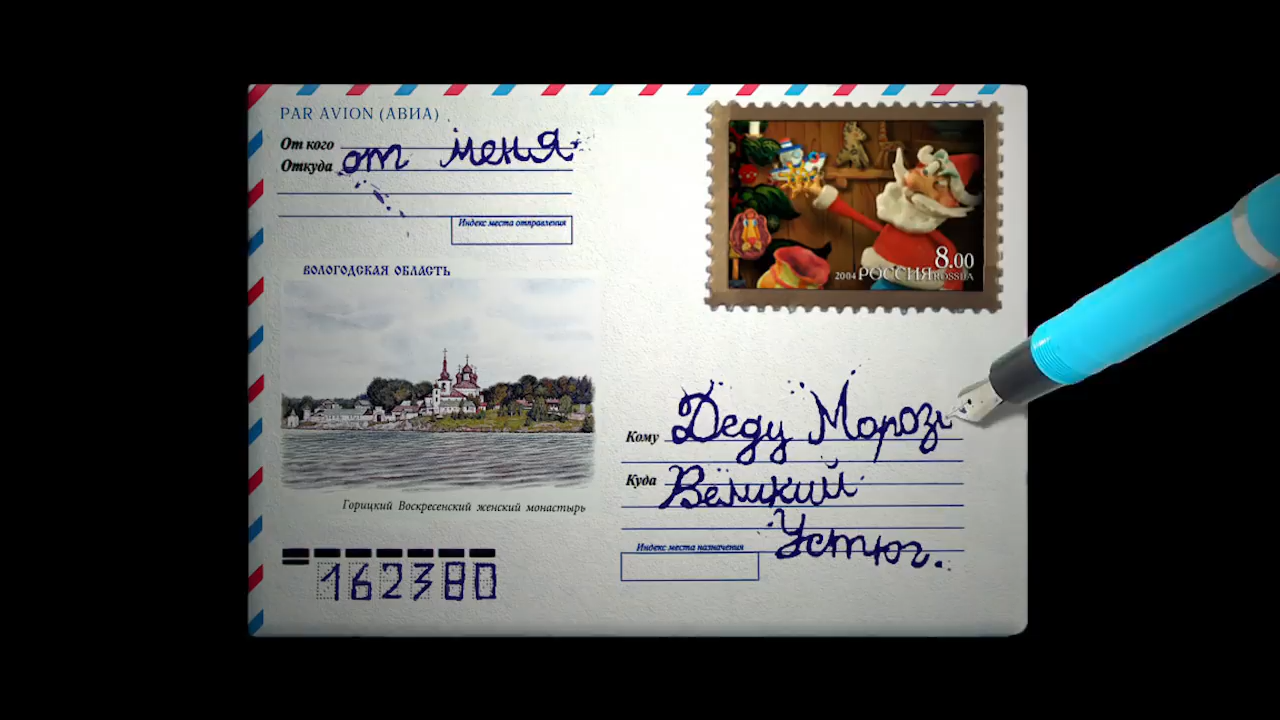 PAR AVION (АВИА)
От кого
Откуда от меня
Индекс места отправления
ВОЛОГОДСКАЯ ОБЛАСТЬ
Горицкий Воскресенский женский монастырь
162380
8.00
2004 РОССИЯ ROSSIJA
Кому Деду Морозу
Куда Великий
Устюг.
Индекс места назначения